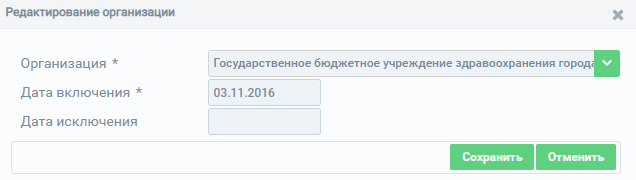 Редактирование организации
Организация *
Государственное бюджетное учреждение здравоохранения города
Дата включения *
03.11.2016
Дата исключения
Сохранить
Отменить